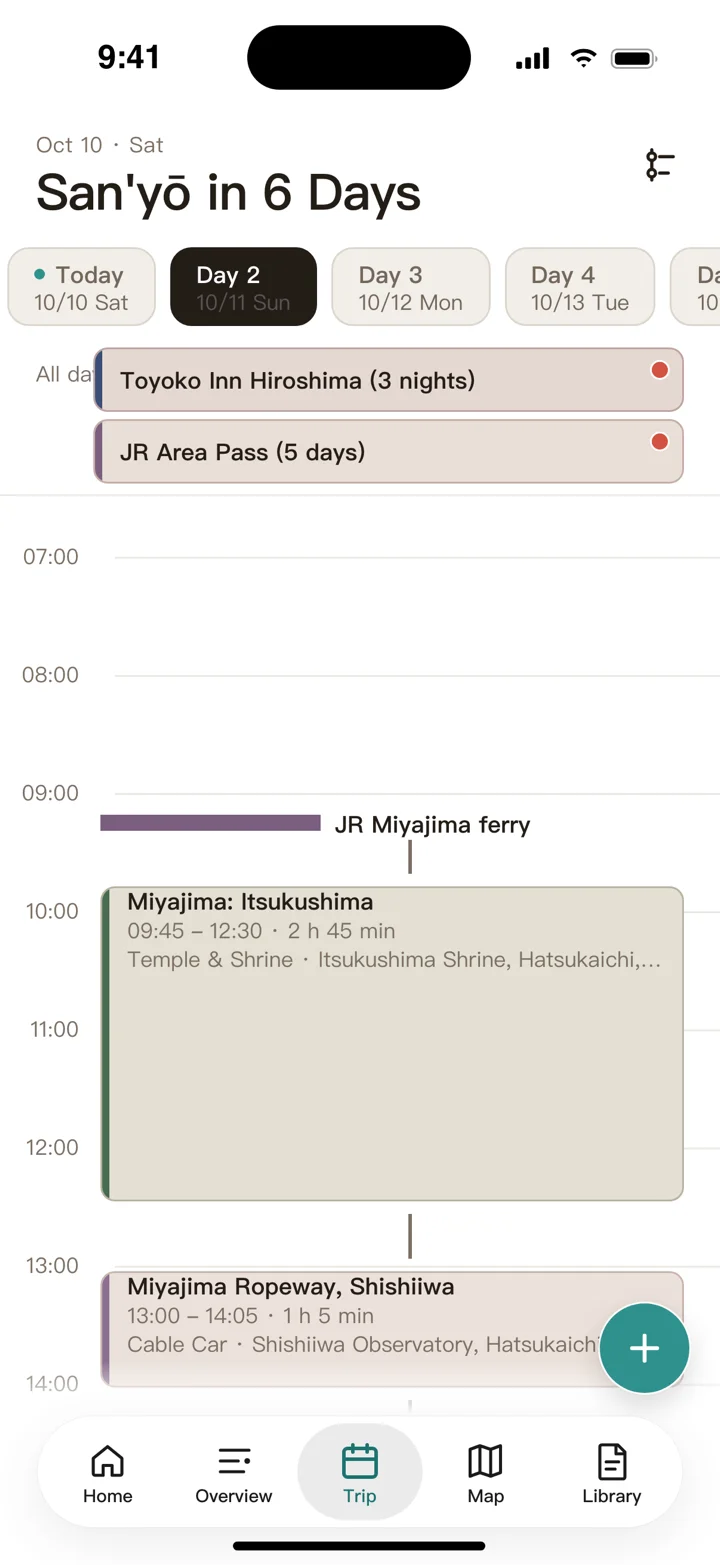 9:41
Oct 10 · Sat
San'yō in 6 Days
Today
10/10 Sat
Day 2
10/11 Sun
Day 3
10/12 Mon
Day 4
10/13 Tue
All day
Toyoko Inn Hiroshima (3 nights)
JR Area Pass (5 days)
07:00
08:00
09:00
JR Miyajima ferry
10:00
Miyajima: Itsukushima
09:45 – 12:30 · 2 h 45 min
Temple & Shrine · Itsukushima Shrine, Hatsukaichi,…
11:00
12:00
13:00
Miyajima Ropeway, Shishiiwa
13:00 – 14:05 · 1 h 5 min
Cable Car · Shishiiwa Observatory, Hatsukaichi
14:00
Home
Overview
Trip
Map
Library